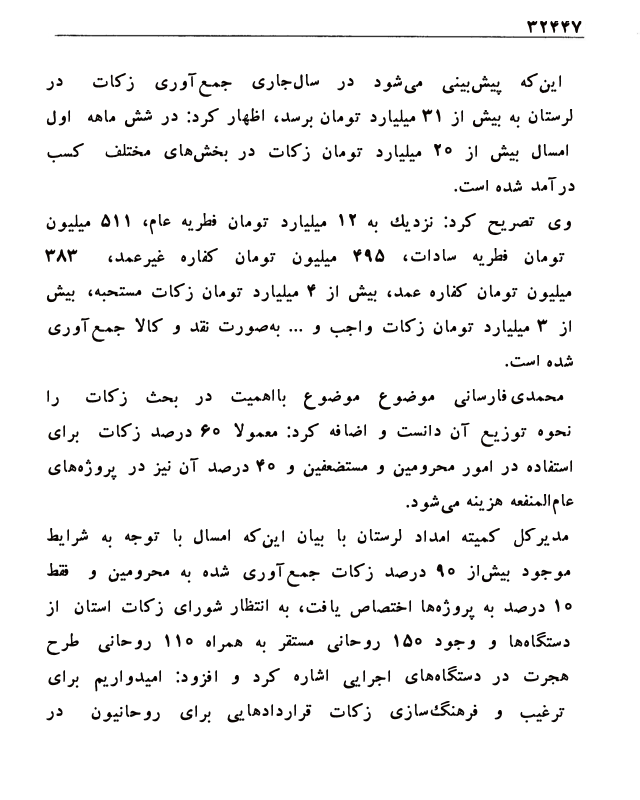 ۳۲۴۴۷
این‌که پیش‌بینی می‌شود در سال‌جاری جمع‌آوری زکات در
لرستان به بیش از ۳۱ میلیارد تومان برسد، اظهار کرد: در شش ماهه اول
امسال بیش از ۲۰ میلیارد تومان زکات در بخش‌های مختلف کسب
درآمد شده است.
وی تصریح کرد: نزدیك به ۱۲ میلیارد تومان فطریه عام، ۵۱۱ میلیون
تومان فطریه سادات، ۴۹۵ میلیون تومان کفاره غیرعمد، ۳۸۳
میلیون تومان کفاره عمد، بیش از ۴ میلیارد تومان زکات مستحبه، بیش
از ۳ میلیارد تومان زکات واجب و ... به‌صورت نقد و کالا جمع‌آوری
شده است.
محمدی‌فارسانی موضوع موضوع بااهمیت در بحث زکات را
نحوه توزیع آن دانست و اضافه کرد: معمولا ۶۰ درصد زکات برای
استفاده در امور محرومین و مستضعفین و ۴۰ درصد آن نیز در پروژه‌های
عام‌المنفعه هزینه می‌شود.
مدیرکل کمیته امداد لرستان با بیان این‌که امسال با توجه به شرایط
موجود بیش‌از ۹۰ درصد زکات جمع‌آوری شده به محرومین و فقط
۱۰ درصد به پروژه‌ها اختصاص یافت، به انتظار شورای زکات استان از
دستگاه‌ها و وجود ۱۵۰ روحانی مستقر به همراه ۱۱۰ روحانی طرح
هجرت در دستگاه‌های اجرایی اشاره کرد و افزود: امیدواریم برای
ترغیب و فرهنگ‌سازی زکات قراردادهایی برای روحانیون در